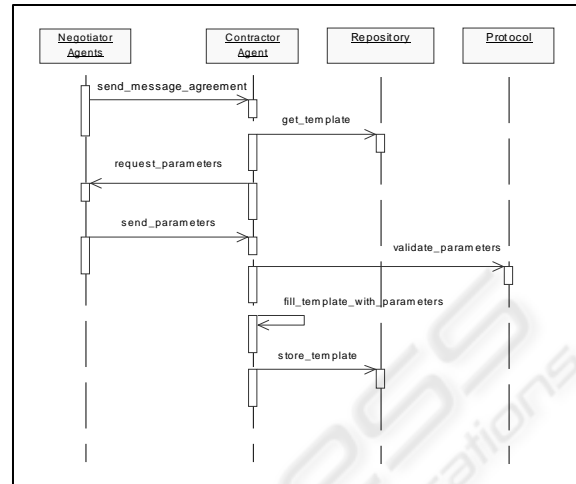 Negotiator
Agents
Contractor
Agent
Repository
Protocol
send_message_agreement
get_template
request_parameters
send_parameters
validate_parameters
fill_template_with_parameters
store_template